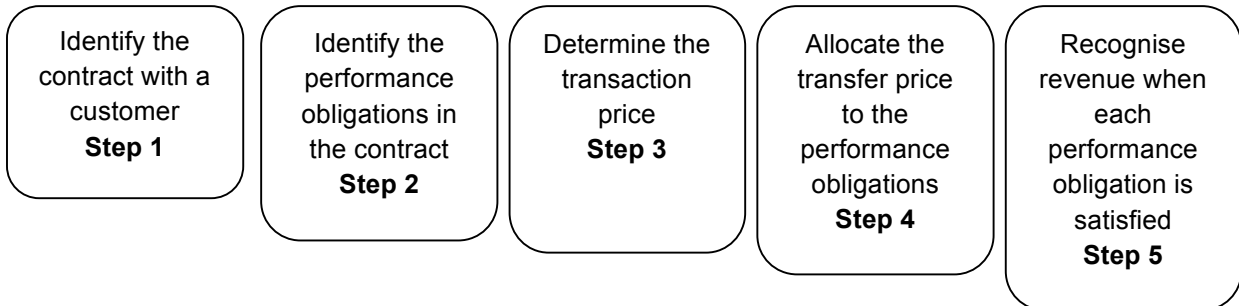 Identify the
contract with a
customer
Step 1
Identify the
performance
obligations in
the contract
Step 2
Determine the
transaction
price
Step 3
Allocate the
transfer price
to the
performance
obligations
Step 4
Recognise
revenue when
each
performance
obligation is
satisfied
Step 5